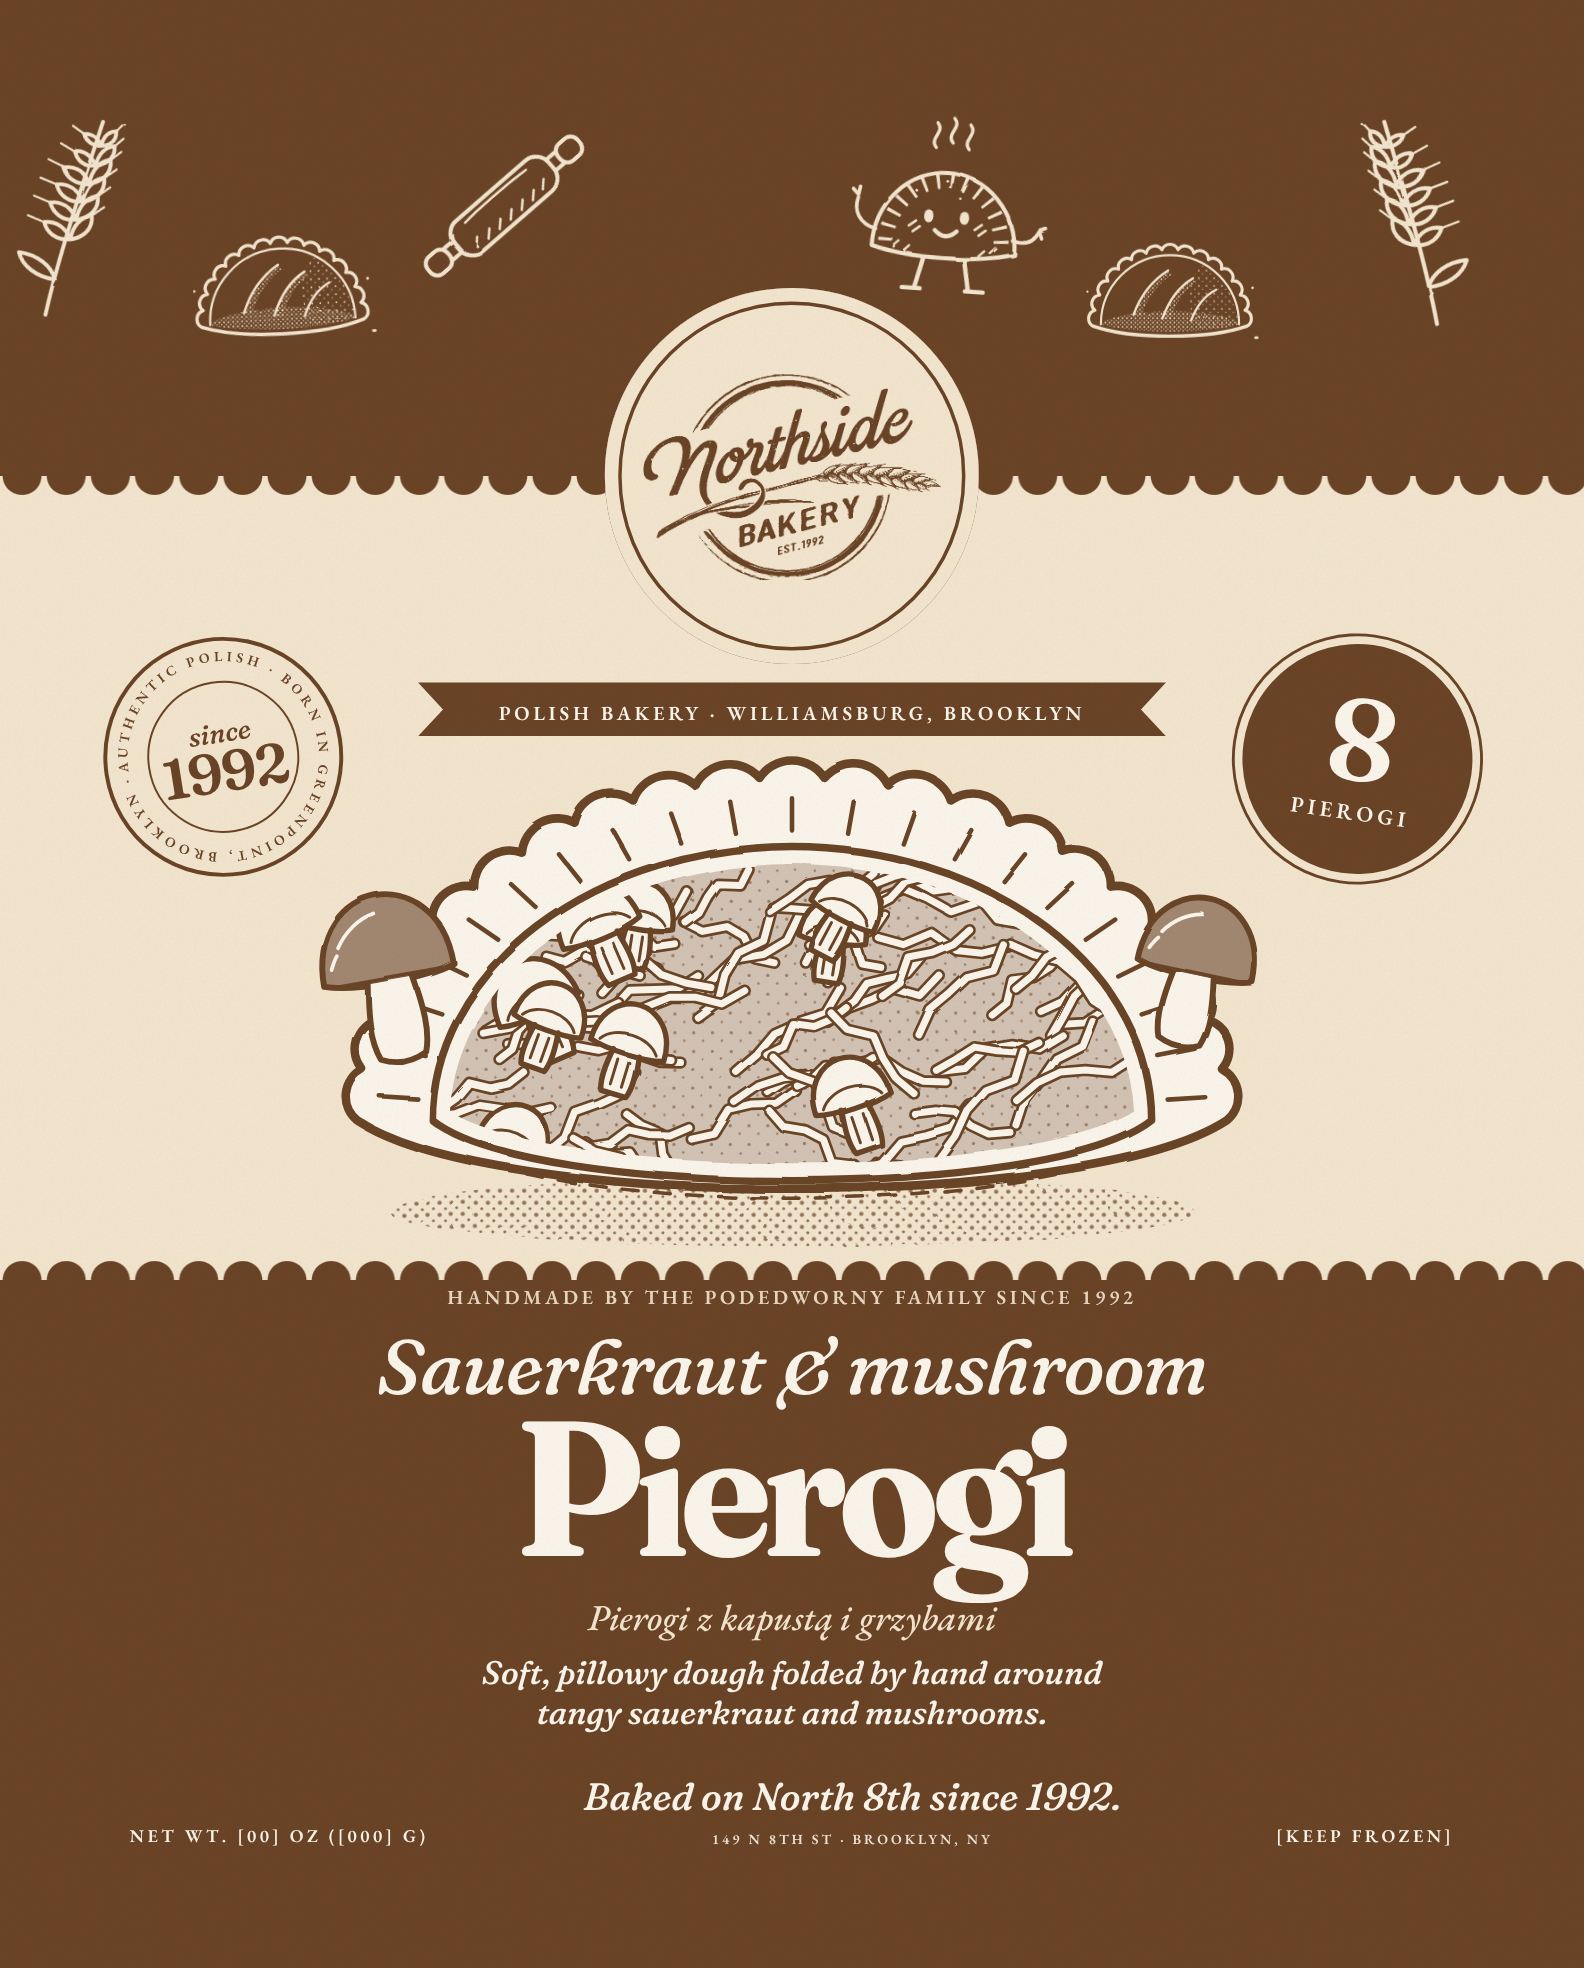 Northside
BAKERY
EST.1992
AUTHENTIC POLISH · BORN IN GREENPOINT, BROOKLYN ·
since
1992
POLISH BAKERY · WILLIAMSBURG, BROOKLYN
8
PIEROGI
HANDMADE BY THE PODEDWORNY FAMILY SINCE 1992
Sauerkraut & mushroom
Pierogi
Pierogi z kapustą i grzybami
Soft, pillowy dough folded by hand around
tangy sauerkraut and mushrooms.
Baked on North 8th since 1992.
NET WT. [00] OZ ([000] G)
149 N 8TH ST · BROOKLYN, NY
[KEEP FROZEN]